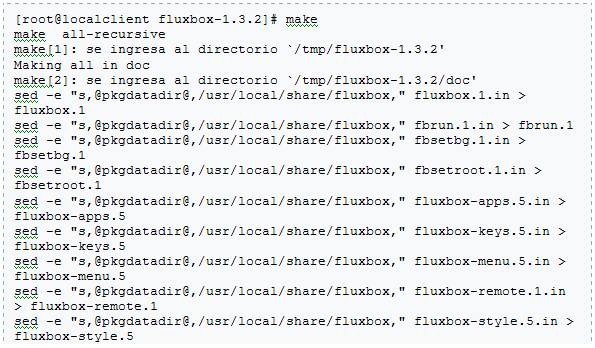 [root@localclient fluxbox-1.3.2]# make
make  all-recursive
make[1]: se ingresa al directorio `/tmp/fluxbox-1.3.2'
Making all in doc
make[2]: se ingresa al directorio `/tmp/fluxbox-1.3.2/doc'
sed -e "s,@pkgdatadir@,/usr/local/share/fluxbox," fluxbox.1.in >
fluxbox.1
sed -e "s,@pkgdatadir@,/usr/local/share/fluxbox," fbrun.1.in > fbrun.1
sed -e "s,@pkgdatadir@,/usr/local/share/fluxbox," fbsetbg.1.in >
fbsetbg.1
sed -e "s,@pkgdatadir@,/usr/local/share/fluxbox," fbsetroot.1.in >
fbsetroot.1
sed -e "s,@pkgdatadir@,/usr/local/share/fluxbox," fluxbox-apps.5.in >
fluxbox-apps.5
sed -e "s,@pkgdatadir@,/usr/local/share/fluxbox," fluxbox-keys.5.in >
fluxbox-keys.5
sed -e "s,@pkgdatadir@,/usr/local/share/fluxbox," fluxbox-menu.5.in >
fluxbox-menu.5
sed -e "s,@pkgdatadir@,/usr/local/share/fluxbox," fluxbox-remote.1.in
> fluxbox-remote.1
sed -e "s,@pkgdatadir@,/usr/local/share/fluxbox," fluxbox-style.5.in >
fluxbox-style.5